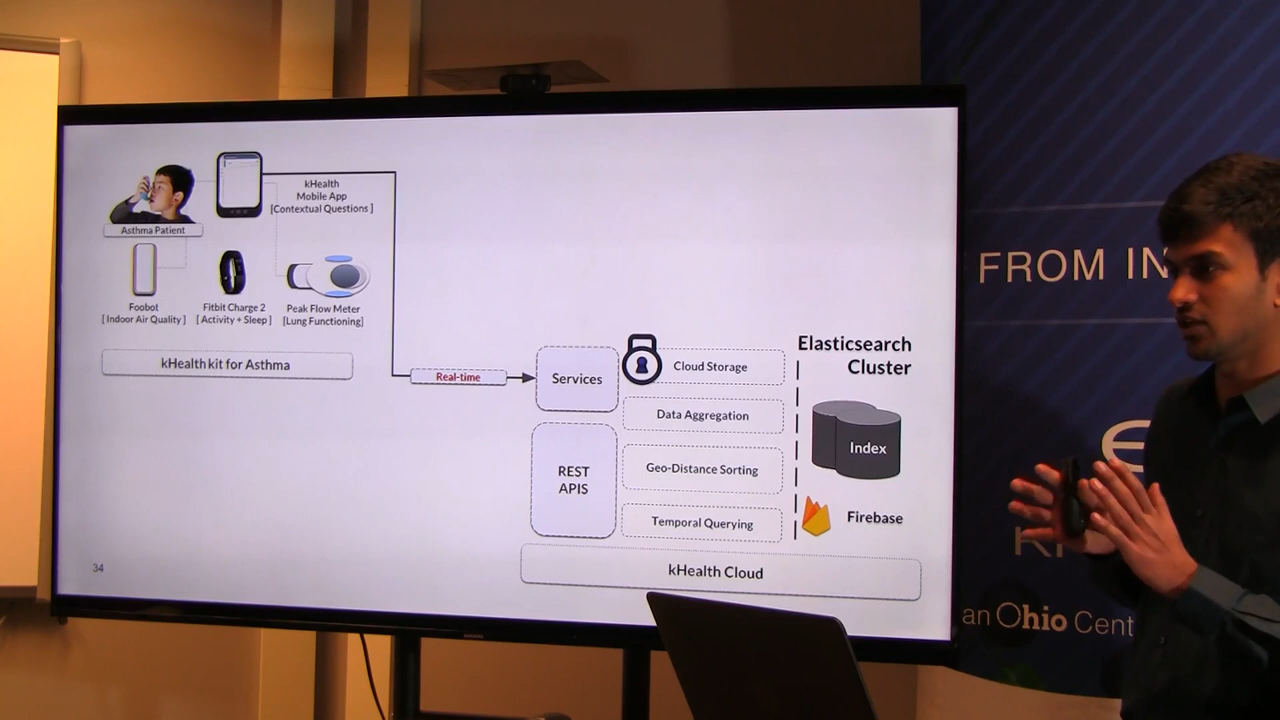 kHealth
Mobile App
[Contextual Questions ]
Asthma Patient
Foobot
[ Indoor Air Quality ]
Fitbit Charge 2
[ Activity + Sleep ]
Peak Flow Meter
[Lung Functioning]
kHealth kit for Asthma
Real-time
Services
REST
APIS
Cloud Storage
Data Aggregation
Geo-Distance Sorting
Temporal Querying
Elasticsearch
Cluster
Index
Firebase
kHealth Cloud
34
FROM IN
an Ohio Cent